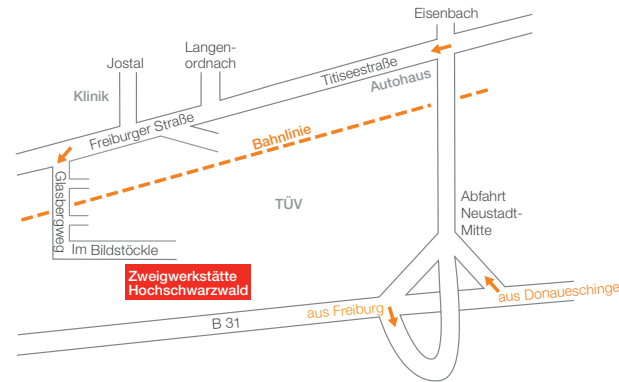 Eisenbach
Langen-
ordnach
Jostal
Titiseestraße
Autohaus
Klinik
Freiburger Straße
Bahnlinie
Glasbergweg
TÜV
Abfahrt
Neustadt-
Mitte
Im Bildstöckle
Zweigwerkstätte
Hochschwarzwald
aus Donaueschinge
aus Freiburg
B 31